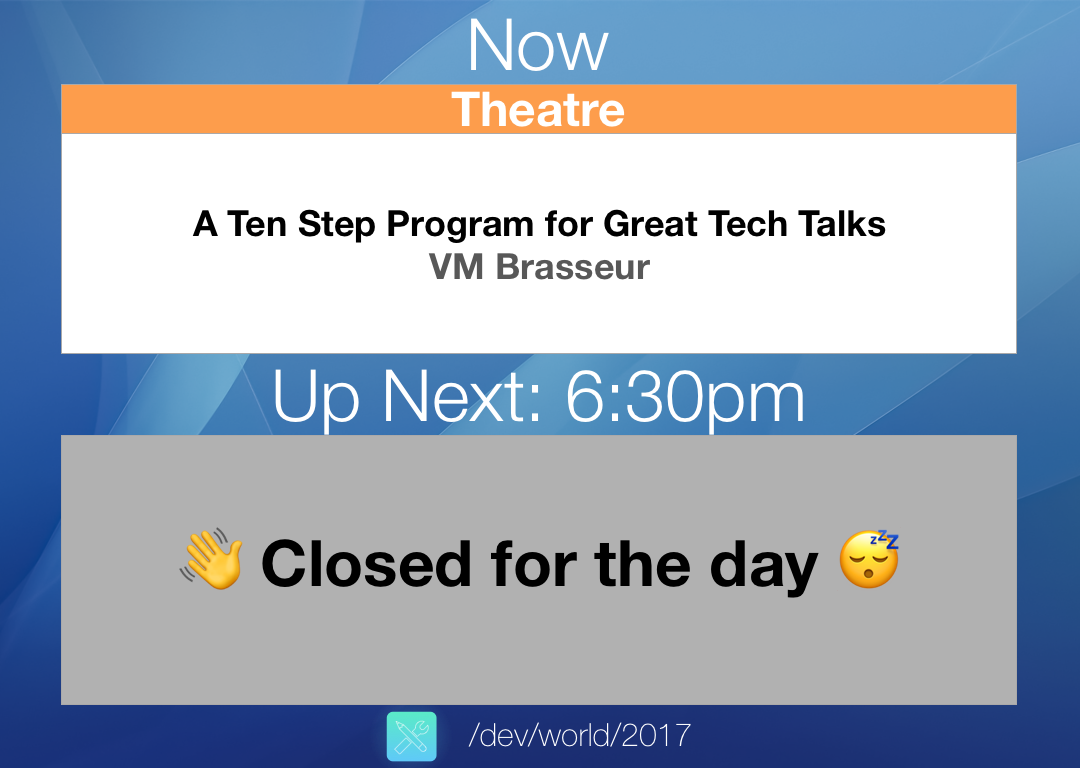 Now
Theatre
A Ten Step Program for Great Tech Talks
VM Brasseur
Up Next: 6:30pm
👋 Closed for the day 😴
/dev/world/2017